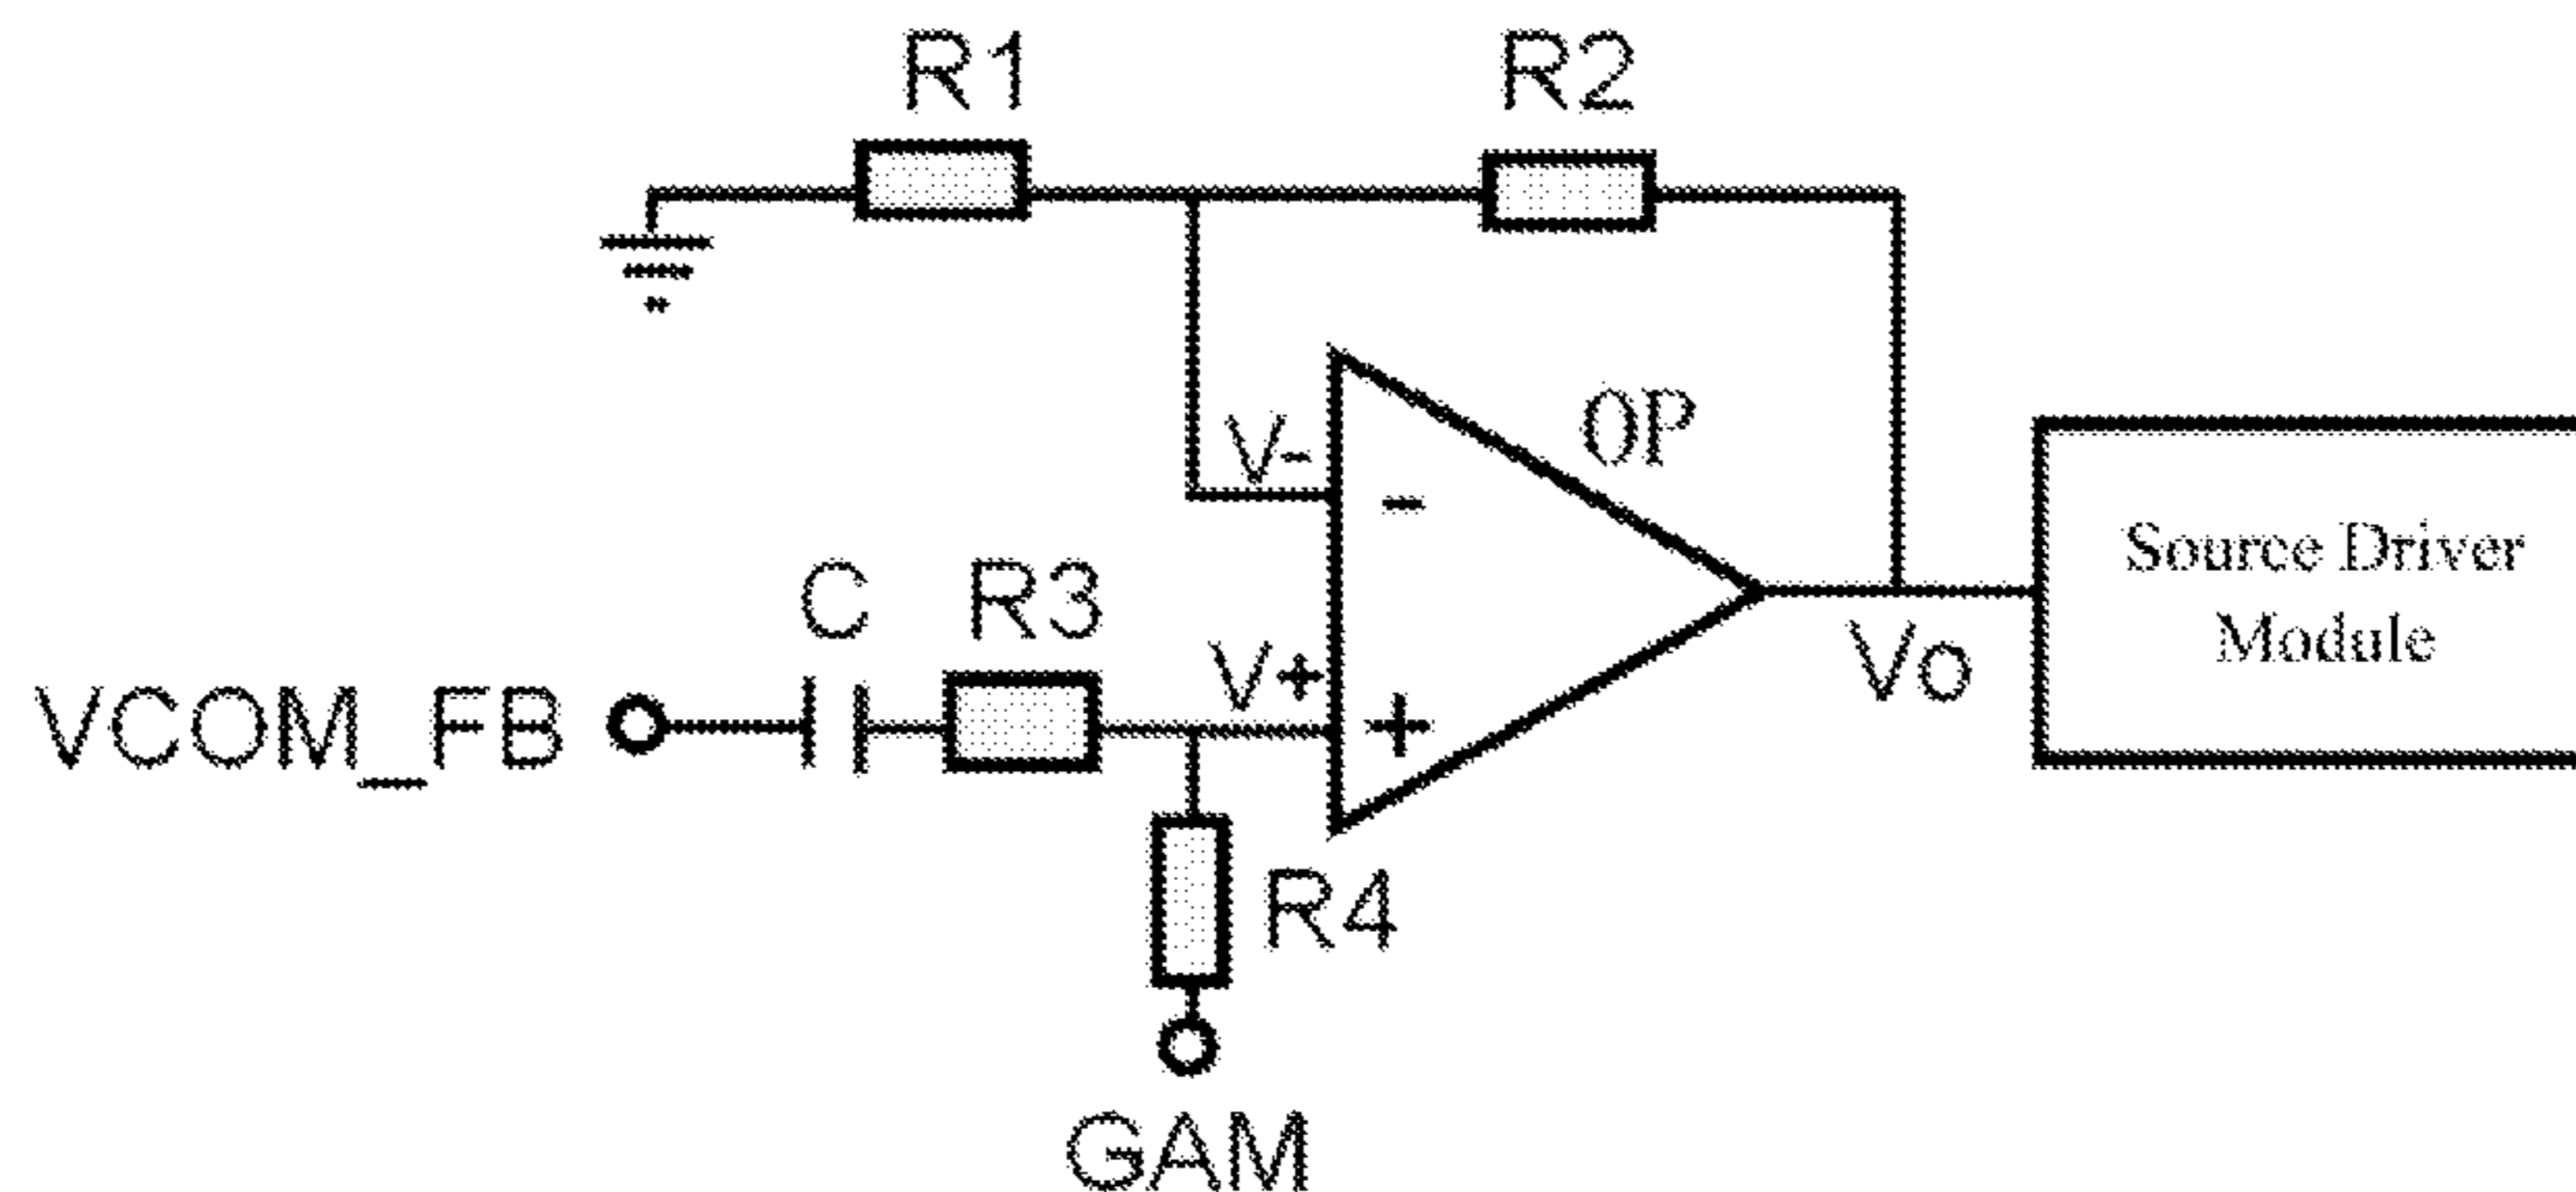 R1
R2
V-
-
OP
C
R3
V+
+
VCOM_FB
Vo
Source Driver
Module
R4
GAM